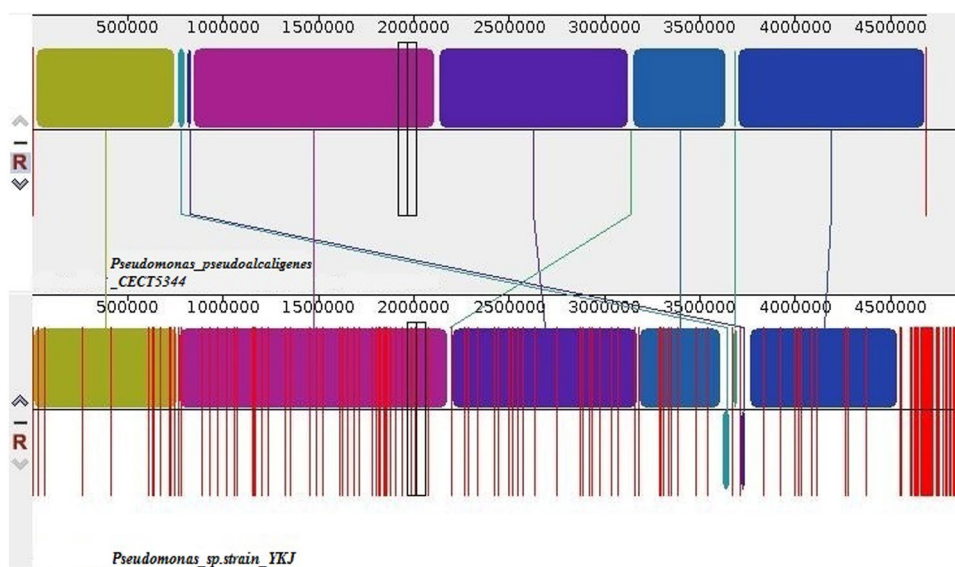 500000 1000000 1500000 2000000 2500000 3000000 3500000 4000000 4500000
R
Pseudomonas_pseudoalcaligenes
_CECT5344
500000 1000000 1500000 2000000 2500000 3000000 3500000 4000000 4500000
R
Pseudomonas_sp.strain_YKJ